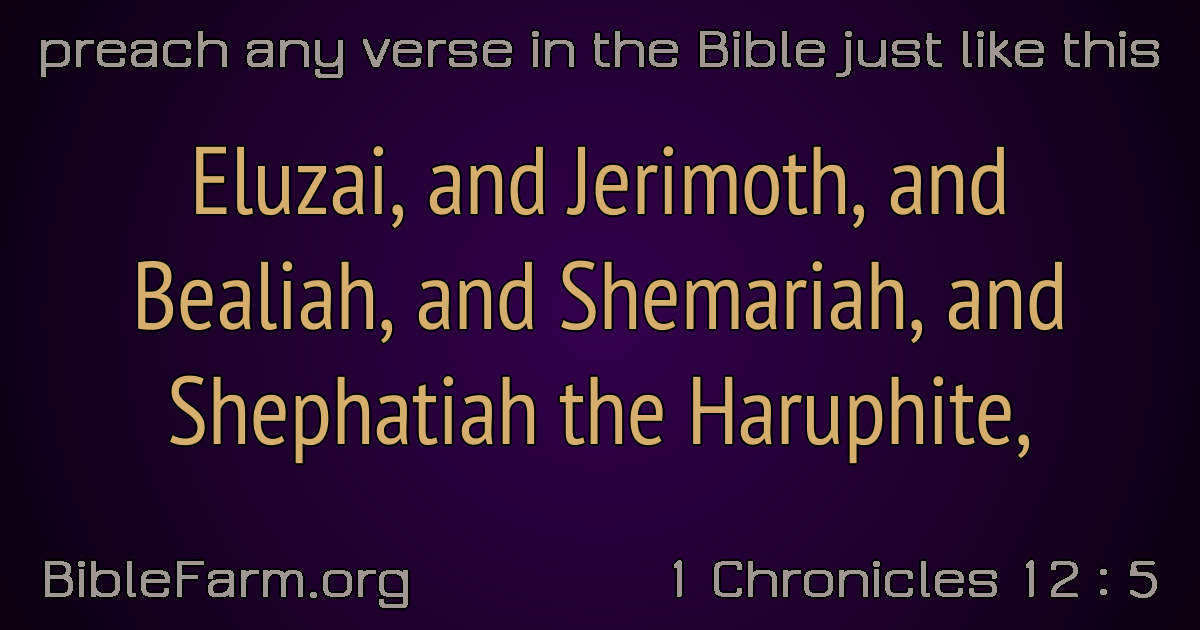 preach any verse in the Bible just like this
Eluzai, and Jerimoth, and
Bealiah, and Shemariah, and
Shephatiah the Haruphite,
BibleFarm.org
1 Chronicles 12 : 5